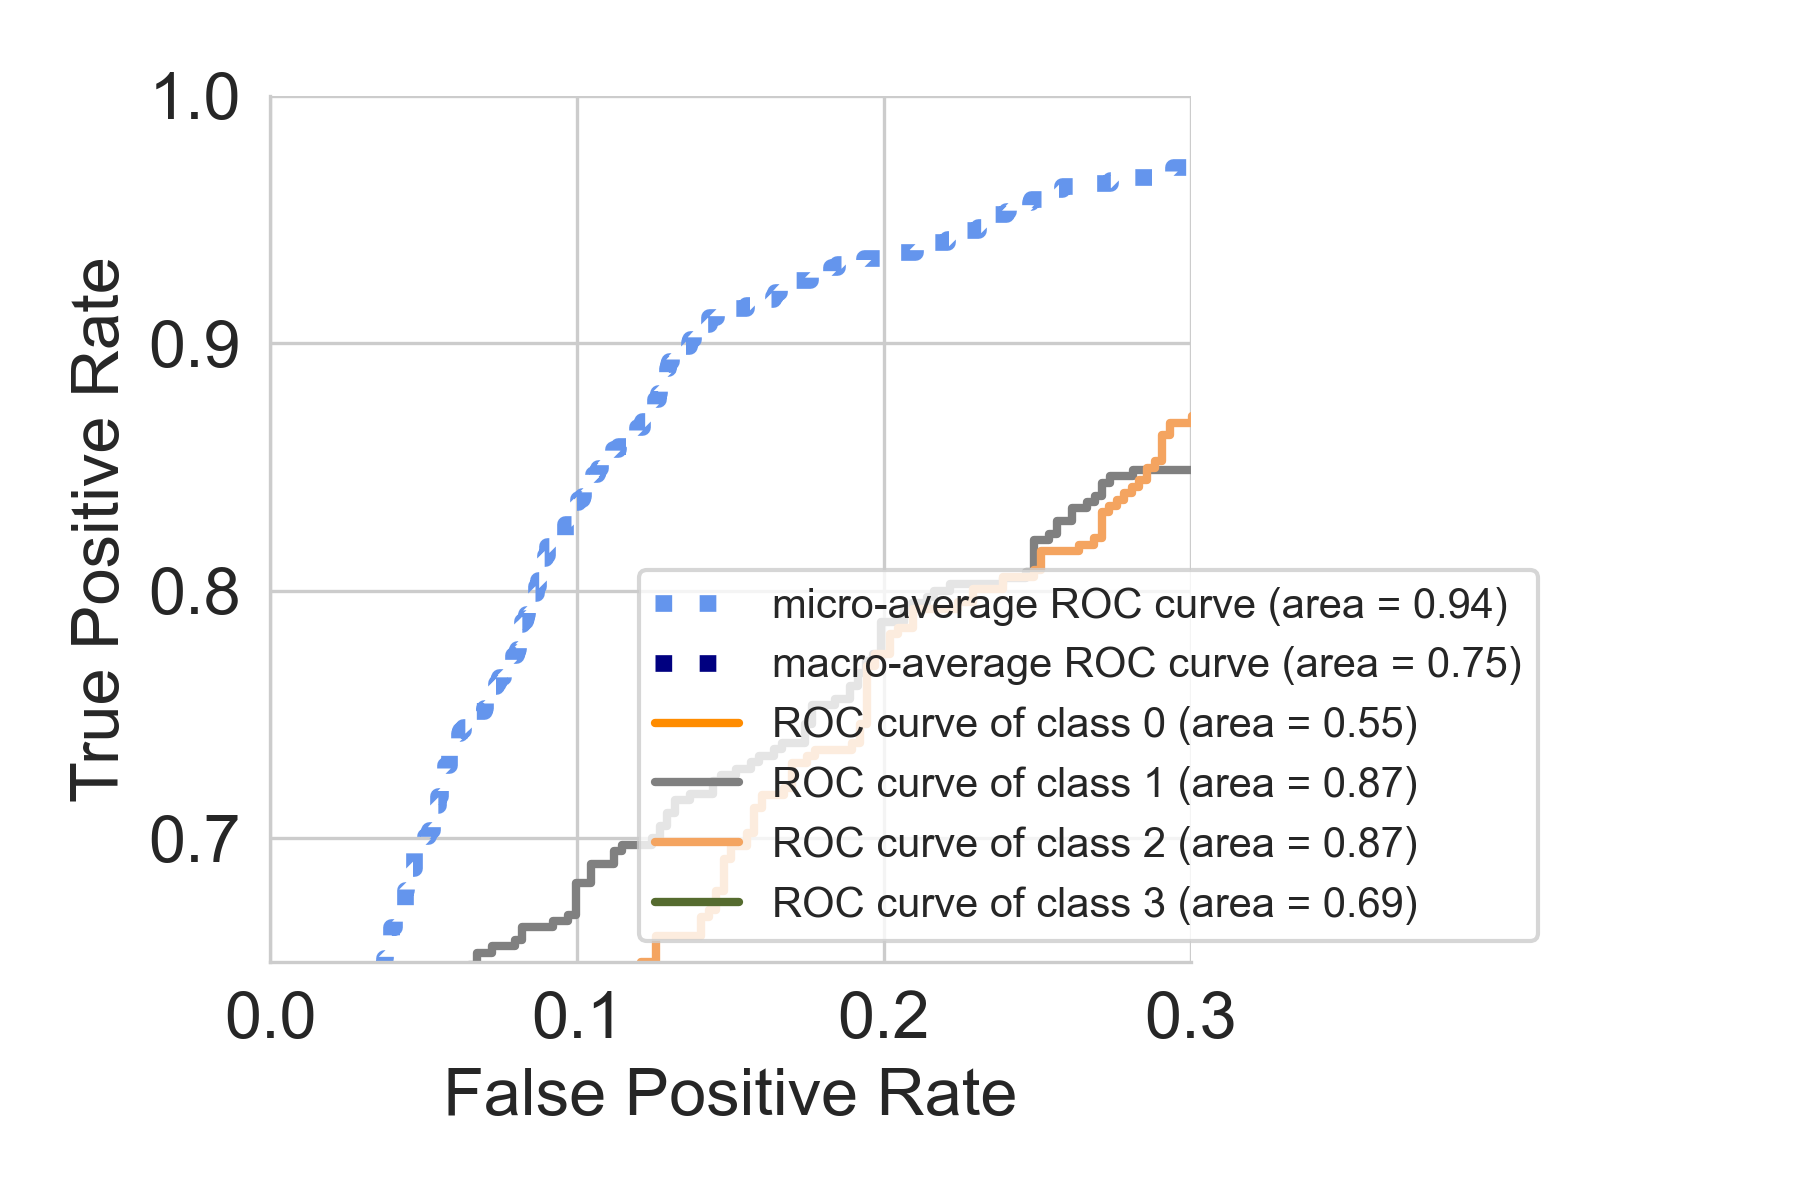 1.0
0.9
0.8
0.7
True Positive Rate
micro-average ROC curve (area = 0.94)
macro-average ROC curve (area = 0.75)
ROC curve of class 0 (area = 0.55)
ROC curve of class 1 (area = 0.87)
ROC curve of class 2 (area = 0.87)
ROC curve of class 3 (area = 0.69)
0.0 0.1 0.2 0.3
False Positive Rate